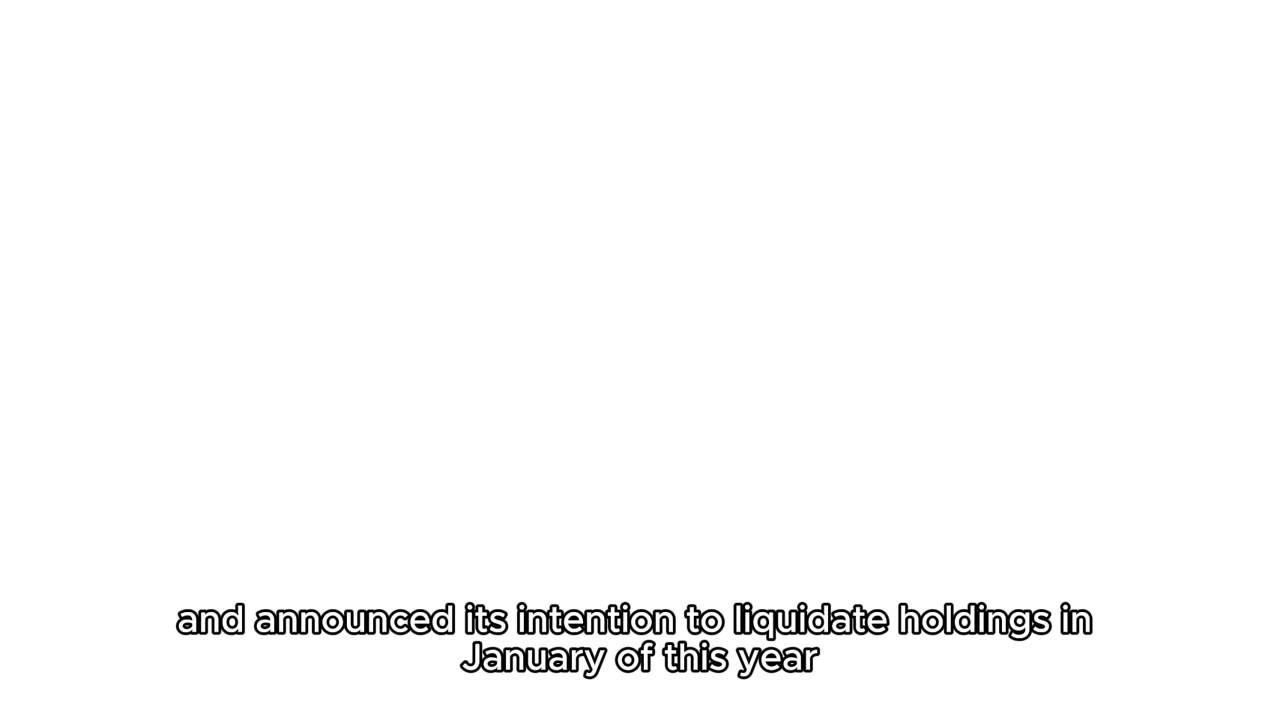 and announced its intention to liquidate holdings in
January of this year